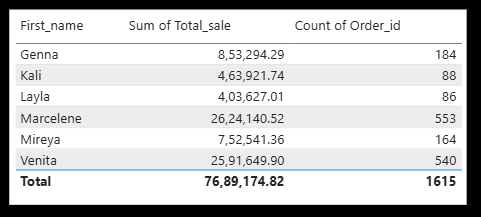 First_name Sum of Total_sale Count of Order_id
Genna 8,53,294.29 184
Kali 4,63,921.74 88
Layla 4,03,627.01 86
Marcelene 26,24,140.52 553
Mireya 7,52,541.36 164
Venita 25,91,649.90 540
Total 76,89,174.82 1615